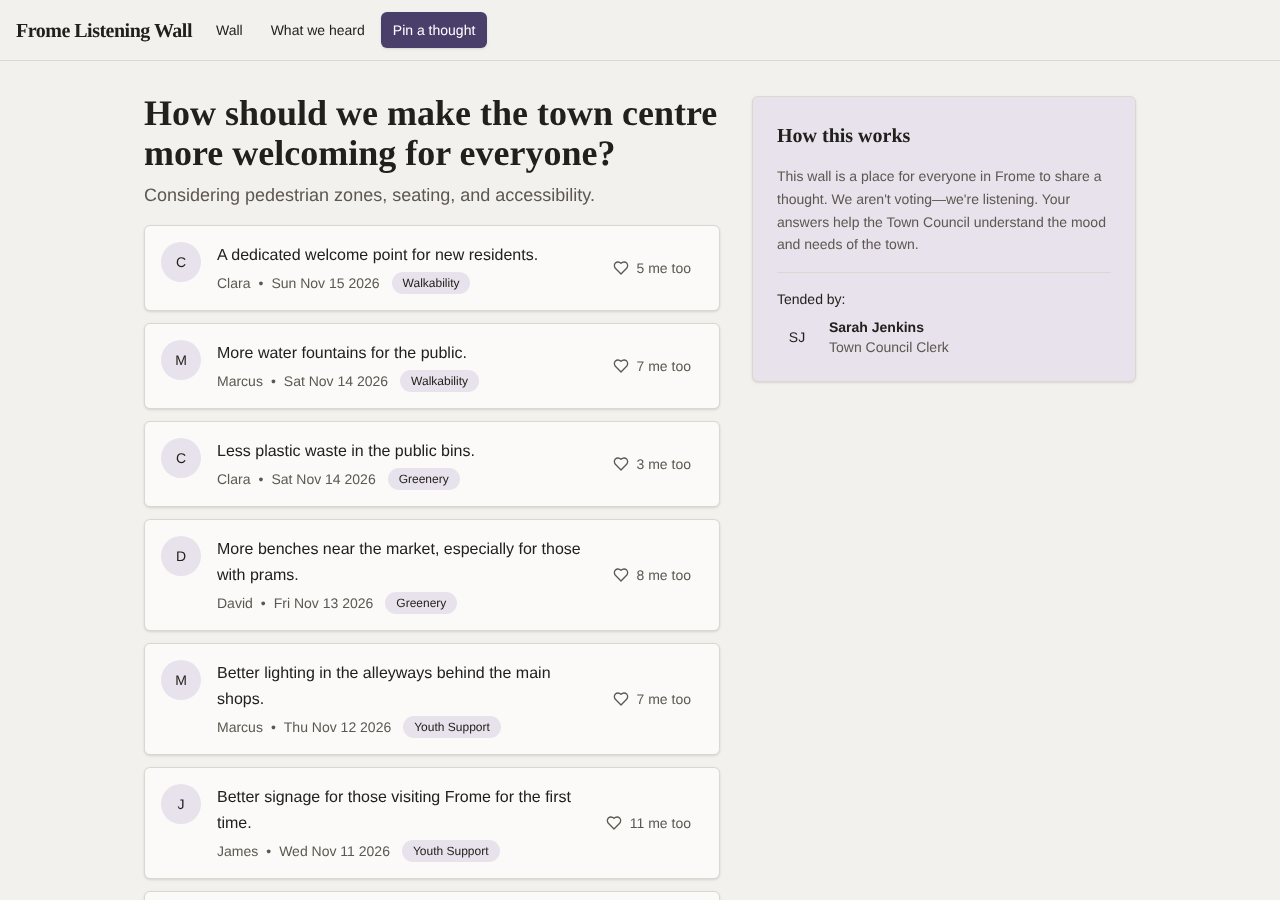 Frome Listening Wall
Wall
What we heard
Pin a thought
How should we make the town centre
more welcoming for everyone?
Considering pedestrian zones, seating, and accessibility.
C
A dedicated welcome point for new residents.
Clara • Sun Nov 15 2026 Walkability
5 me too
M
More water fountains for the public.
Marcus • Sat Nov 14 2026 Walkability
7 me too
C
Less plastic waste in the public bins.
Clara • Sat Nov 14 2026 Greenery
3 me too
D
More benches near the market, especially for those
with prams.
David • Fri Nov 13 2026 Greenery
8 me too
M
Better lighting in the alleyways behind the main
shops.
Marcus • Thu Nov 12 2026 Youth Support
7 me too
J
Better signage for those visiting Frome for the first
time.
James • Wed Nov 11 2026 Youth Support
11 me too
How this works
This wall is a place for everyone in Frome to share a
thought. We aren't voting—we're listening. Your
answers help the Town Council understand the mood
and needs of the town.
Tended by:
SJ
Sarah Jenkins
Town Council Clerk